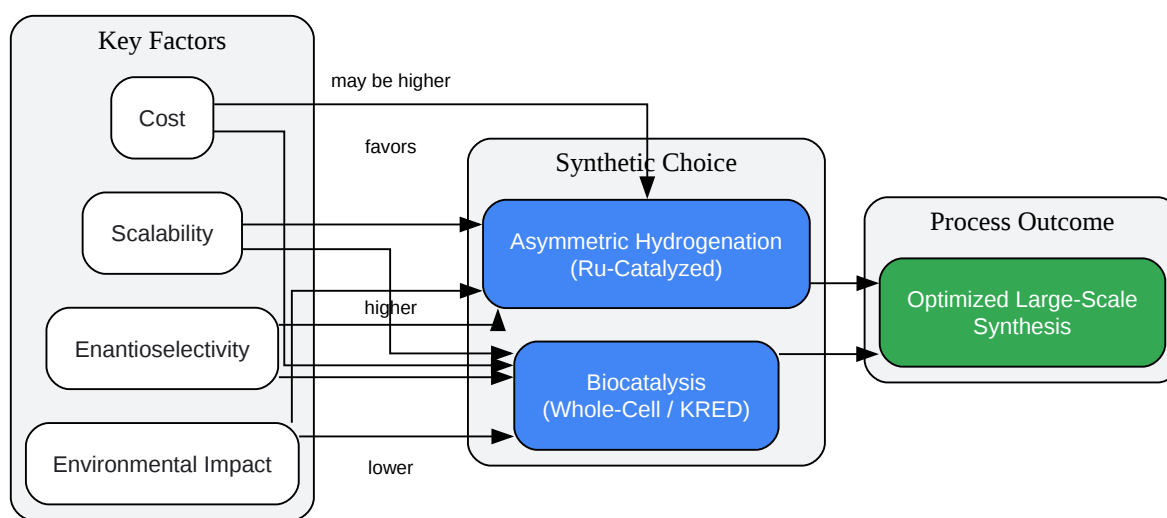 Key Factors
Cost
Scalability
Enantioselectivity
Environmental Impact
may be higher
favors
higher
lower
Synthetic Choice
Asymmetric Hydrogenation
(Ru-Catalyzed)
Biocatalysis
(Whole-Cell / KRED)
Process Outcome
Optimized Large-Scale
Synthesis